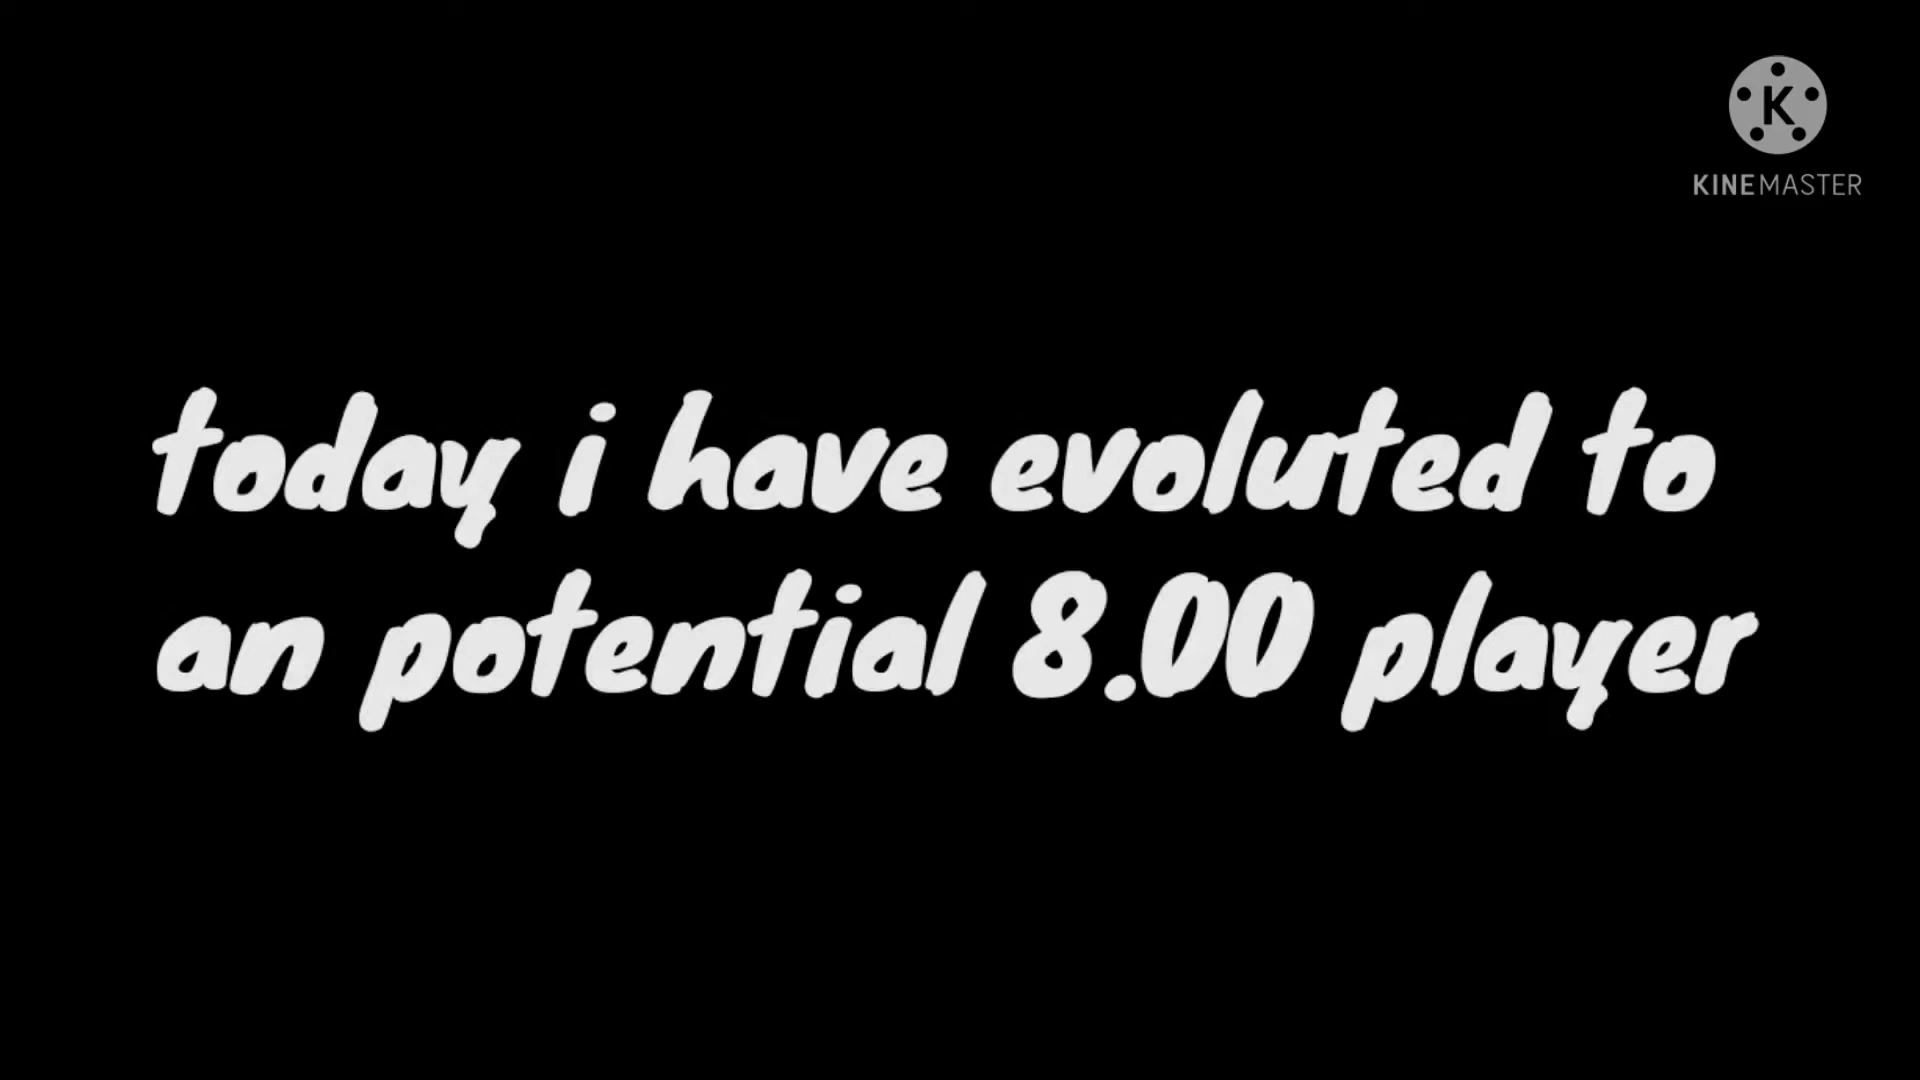 K
KINEMASTER
today i have evoluted to
an potential 8.00 player